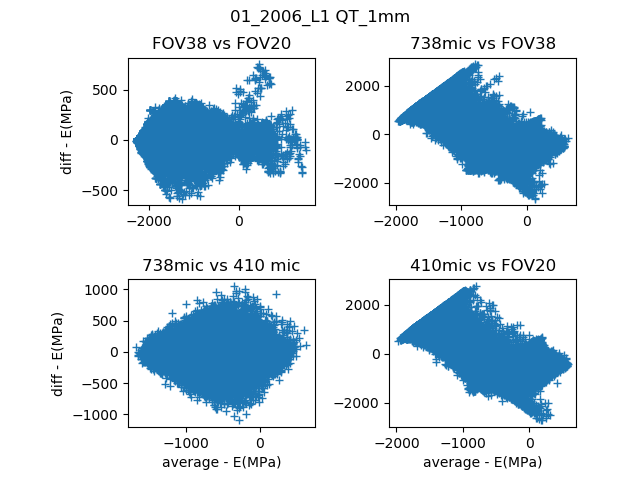 01_2006_L1 QT_1mm
FOV38 vs FOV20
738mic vs FOV38
diff - E(MPa)
500
0
−500
−2000
0
2000
0
−2000
−2000
−1000
0
738mic vs 410 mic
410mic vs FOV20
diff - E(MPa)
1000
500
0
−500
−1000
−1000
0
average - E(MPa)
2000
0
−2000
−2000
−1000
0
average - E(MPa)